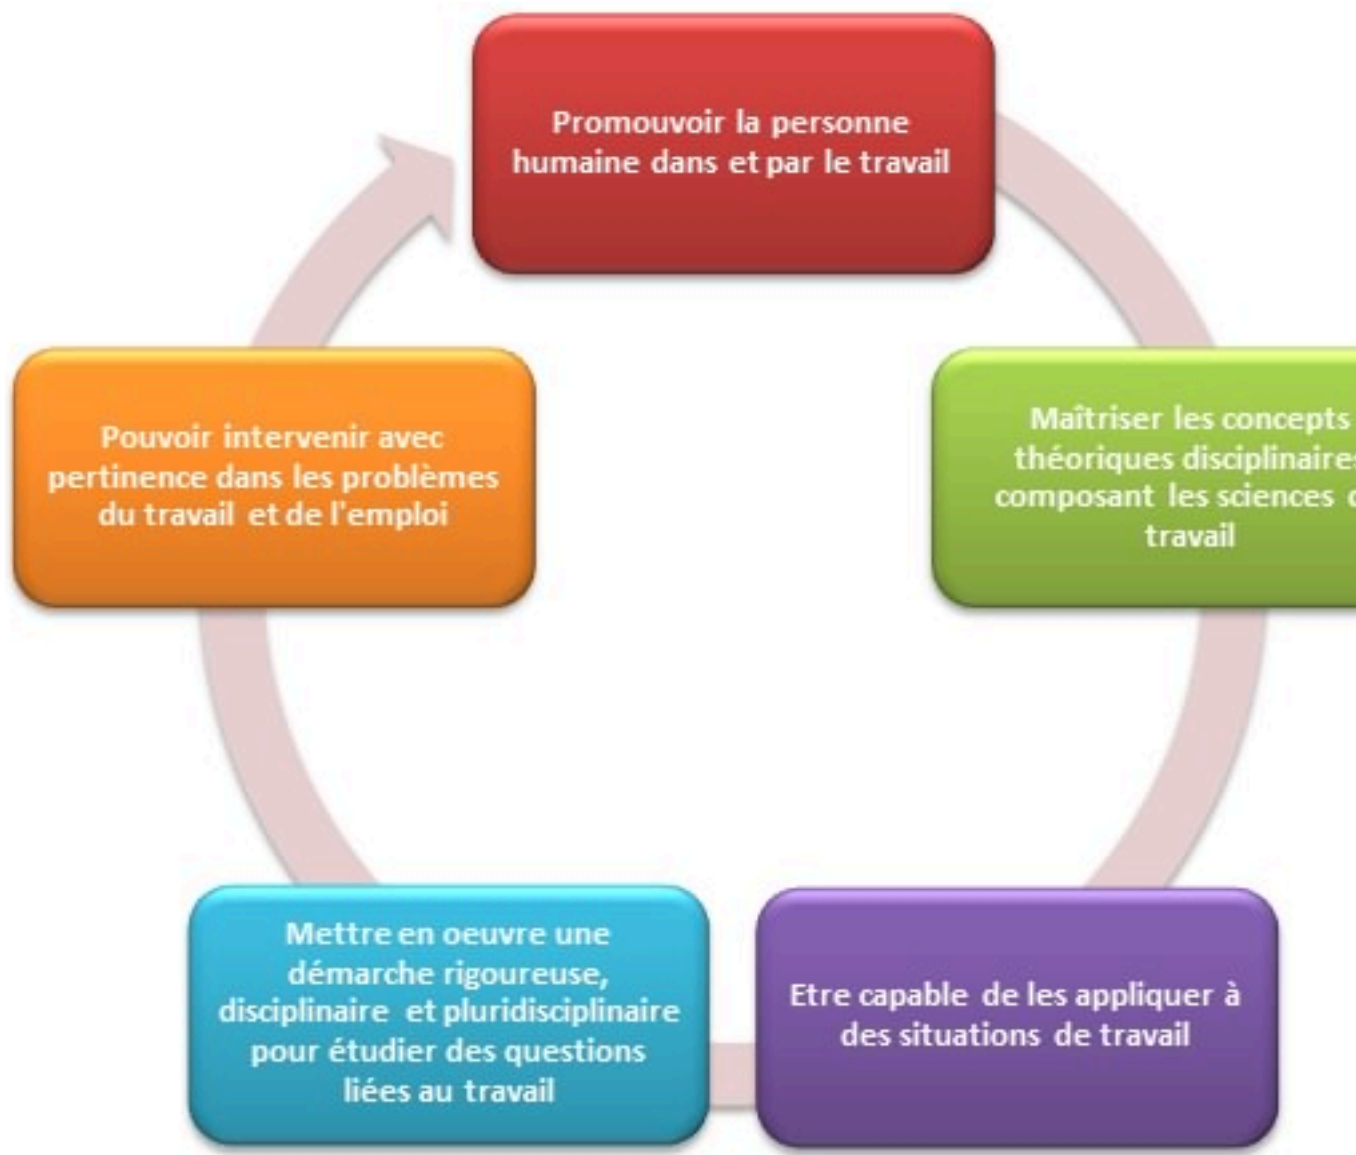 Promouvoir la personne
humaine dans et par le travail
Maîtriser les concepts
théoriques disciplinaires
composant les sciences
travail
Etre capable de les appliquer à
des situations de travail
Mettre en oeuvre une
démarche rigoureuse,
disciplinaire et pluridisciplinaire
pour étudier des questions
liées au travail
Pouvoir intervenir avec
pertinence dans les problèmes
du travail et de l'emploi